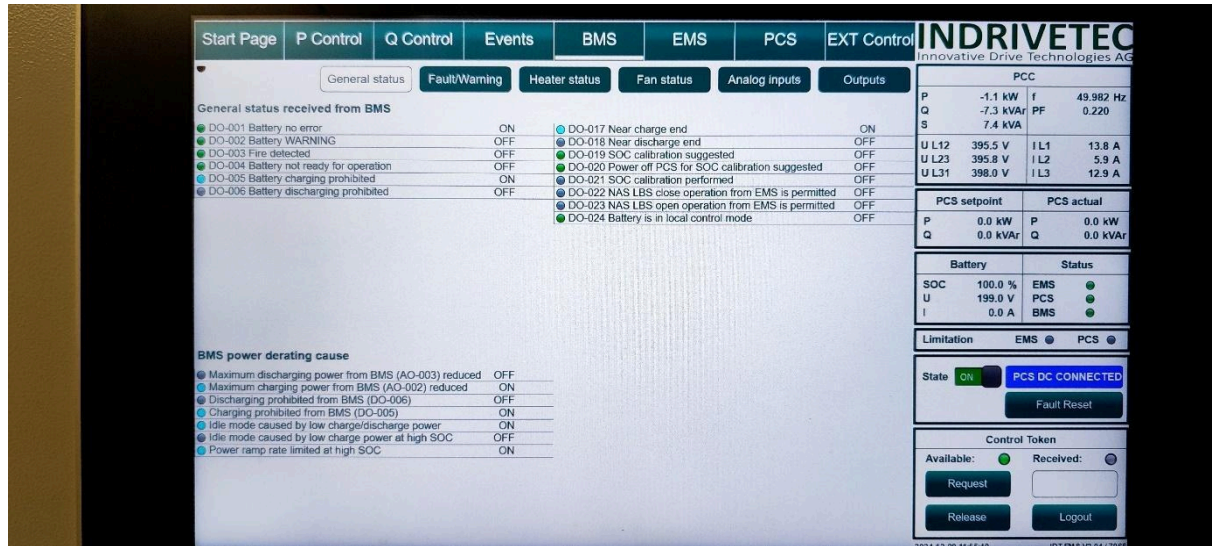 Start Page P Control Q Control Events BMS EMS PCS EXT Control
INDRIVETEC
Innovative Drive Technologies AG
General status Fault/Warning Heater status Fan status Analog inputs Outputs
General status received from BMS
DO-001 Battery no error ON
DO-002 Battery WARNING OFF
DO-003 Fire detected OFF
DO-004 Battery not ready for operation OFF
DO-005 Battery charging prohibited ON
DO-006 Battery discharging prohibited OFF
DO-017 Near charge end ON
DO-018 Near discharge end OFF
DO-019 SOC calibration suggested OFF
DO-020 Power off PCS for SOC calibration suggested OFF
DO-021 SOC calibration performed OFF
DO-022 NAS LBS close operation from EMS is permitted OFF
DO-023 NAS LBS open operation from EMS is permitted OFF
DO-024 Battery is in local control mode OFF
BMS power derating cause
Maximum discharging power from BMS (AO-003) reduced OFF
Maximum charging power from BMS (AO-002) reduced ON
Discharging prohibited from BMS (DO-006) OFF
Charging prohibited from BMS (DO-005) ON
Idle mode caused by low charge/discharge power ON
Idle mode caused by low charge power at high SOC OFF
Power ramp rate limited at high SOC ON
PCC
P -1.1 kW f 49.982 Hz
Q -7.3 kVAr PF 0.220
S 7.4 kVA
U L12 395.5 V I L1 13.8 A
U L23 395.8 V I L2 5.9 A
U L31 398.0 V I L3 12.9 A
PCS setpoint PCS actual
P 0.0 kW P 0.0 kW
Q 0.0 kVAr Q 0.0 kVAr
Battery Status
SOC 100.0 % EMS
U 199.0 V PCS
I 0.0 A BMS
Limitation EMS PCS
State ON PCS DC CONNECTED
Fault Reset
Control Token
Available: Received:
Request
Release Logout